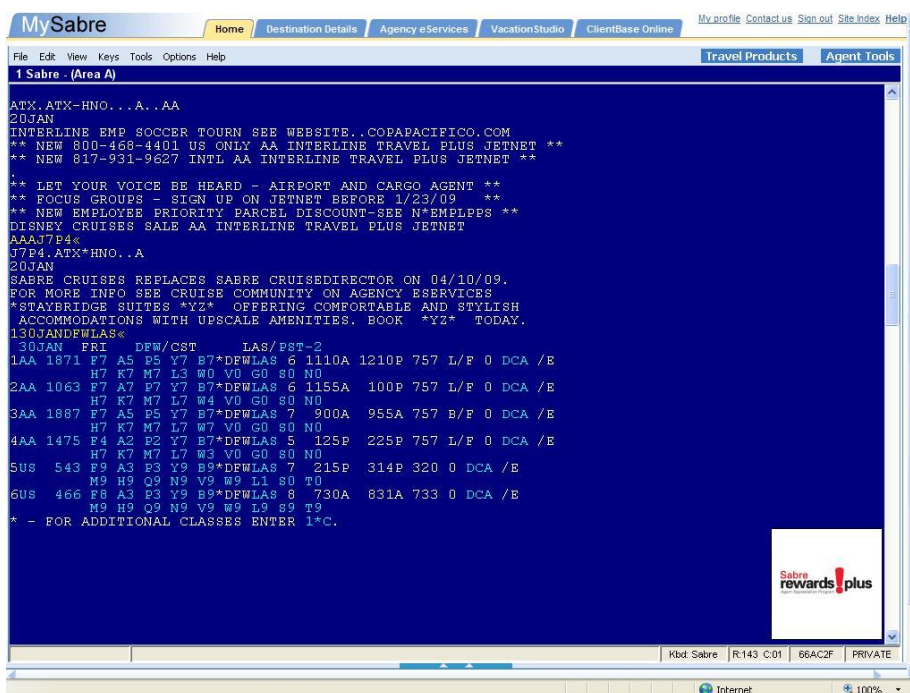 MySabre
Home
Destination Details
Agency eServices
VacationStudio
ClientBase Online
My profile Contact us Sign out Site Index Help
File Edit View Keys Tools Options Help
Travel Products
Agent Tools
1 Sabre - (Area A)
ATX.ATX-HNO...A..AA
20JAN
INTERLINE EMP SOCCER TOURN SEE WEBSITE..COPAPACIFICO.COM
** NEW 800-468-4401 US ONLY AA INTERLINE TRAVEL PLUS JETNET **
** NEW 817-931-9627 INTL AA INTERLINE TRAVEL PLUS JETNET **
.
** LET YOUR VOICE BE HEARD - AIRPORT AND CARGO AGENT **
** FOCUS GROUPS - SIGN UP ON JETNET BEFORE 1/23/09 **
** NEW EMPLOYEE PRIORITY PARCEL DISCOUNT-SEE N*EMPLPPS **
DISNEY CRUISES SALE AA INTERLINE TRAVEL PLUS JETNET
AAAJ7P4«
J7P4.ATX*HNO..A
20JAN
SABRE CRUISES REPLACES SABRE CRUISEDIRECTOR ON 04/10/09.
FOR MORE INFO SEE CRUISE COMMUNITY ON AGENCY ESERVICES
*STAYBRIDGE SUITES *YZ* OFFERING COMFORTABLE AND STYLISH
ACCOMMODATIONS WITH UPSCALE AMENITIES. BOOK *YZ* TODAY.
130JANDFWLAS«
30JAN FRI DFW/CST LAS/PST-2
1AA 1871 F7 A5 P5 Y7 B7*DFWLAS 6 1110A 1210P 757 L/F 0 DCA /E
H7 K7 M7 L3 W0 V0 G0 S0 N0
2AA 1063 F7 A7 P7 Y7 B7*DFWLAS 6 1155A 100P 757 L/F 0 DCA /E
H7 K7 M7 L7 W4 V0 G0 S0 N0
3AA 1887 F7 A5 P5 Y7 B7*DFWLAS 7 900A 955A 757 B/F 0 DCA /E
H7 K7 M7 L7 W7 V0 G0 S0 N0
4AA 1475 F4 A2 P2 Y7 B7*DFWLAS 5 125P 225P 757 L/F 0 DCA /E
H7 K7 M7 L7 W3 V0 G0 S0 N0
5US 543 F9 A3 P3 Y9 B9*DFWLAS 7 215P 314P 320 0 DCA /E
M9 H9 Q9 N9 V9 W9 L1 S0 T0
6US 466 F8 A3 P3 Y9 B9*DFWLAS 8 730A 831A 733 0 DCA /E
M9 H9 Q9 N9 V9 W9 L9 S9 T9
* - FOR ADDITIONAL CLASSES ENTER 1*C.
Sabre
rewards plus
Agent Appreciation Program
Kbd: Sabre R:143 C:01 66AC2F PRIVATE
Internet 100%